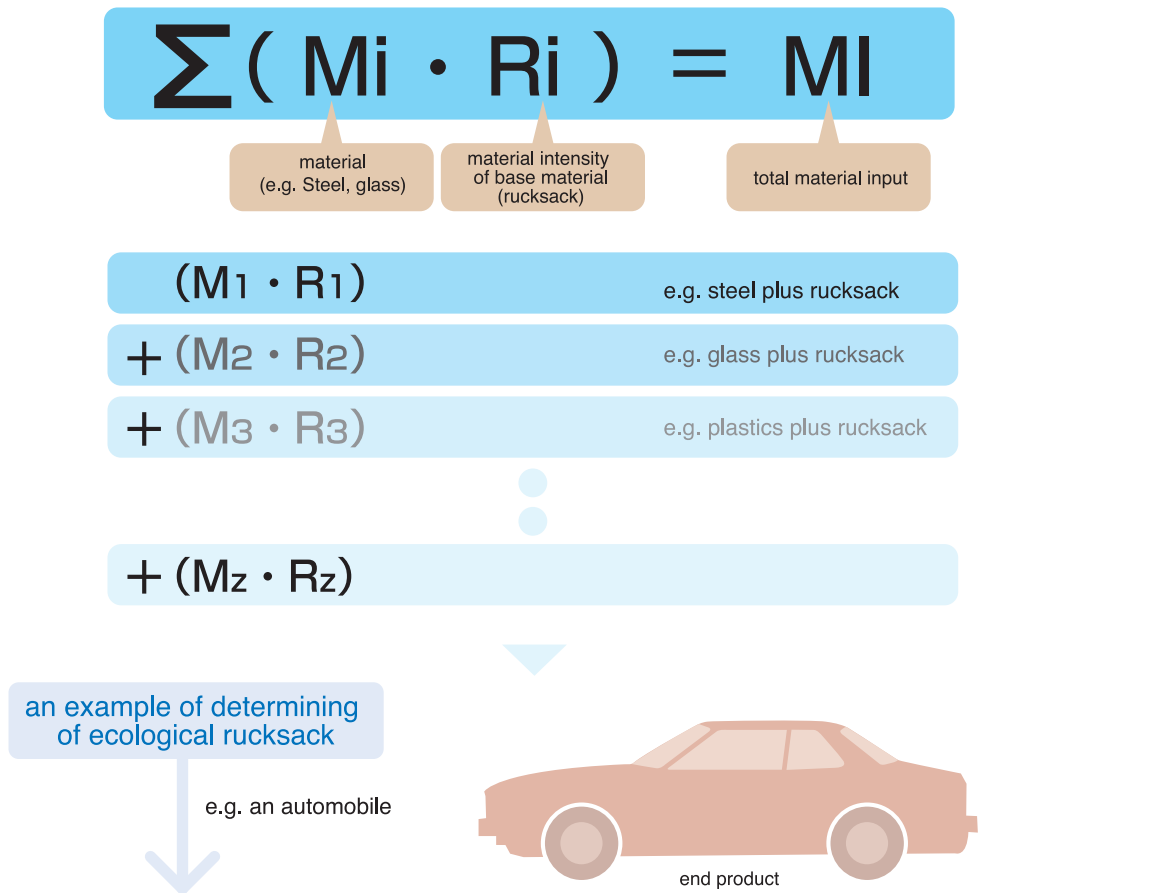 Σ( Mi · Ri ) = MI
material
(e.g. Steel, glass)
material intensity
of base material
(rucksack)
total material input
(M1 · R1)
e.g. steel plus rucksack
+ (M2 · R2)
e.g. glass plus rucksack
+ (M3 · R3)
e.g. plastics plus rucksack
+ (Mz · Rz)
an example of determining
of ecological rucksack
e.g. an automobile
end product